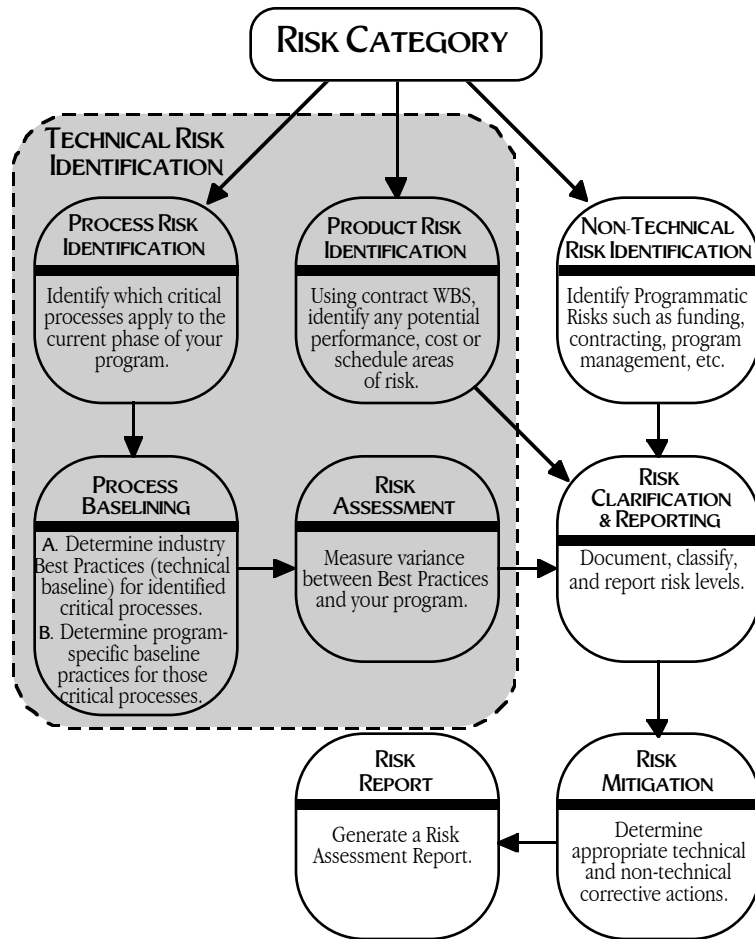 RISK CATEGORY
TECHNICAL RISK
IDENTIFICATION
PROCESS RISK
IDENTIFICATION
Identify which critical
processes apply to the
current phase of your
program.
PRODUCT RISK
IDENTIFICATION
Using contract WBS,
identify any potential
performance, cost or
schedule areas
of risk.
NON-TECHNICAL
RISK IDENTIFICATION
Identify Programmatic
Risks such as funding,
contracting, program
management, etc.
PROCESS
BASELINING
A. Determine industry
Best Practices (technical
baseline) for identified
critical processes.
B. Determine program-
specific baseline
practices for those
critical processes.
RISK
ASSESSMENT
Measure variance
between Best Practices
and your program.
RISK
CLARIFICATION
& REPORTING
Document, classify,
and report risk levels.
RISK
REPORT
Generate a Risk
Assessment Report.
RISK
MITIGATION
Determine
appropriate technical
and non-technical
corrective actions.